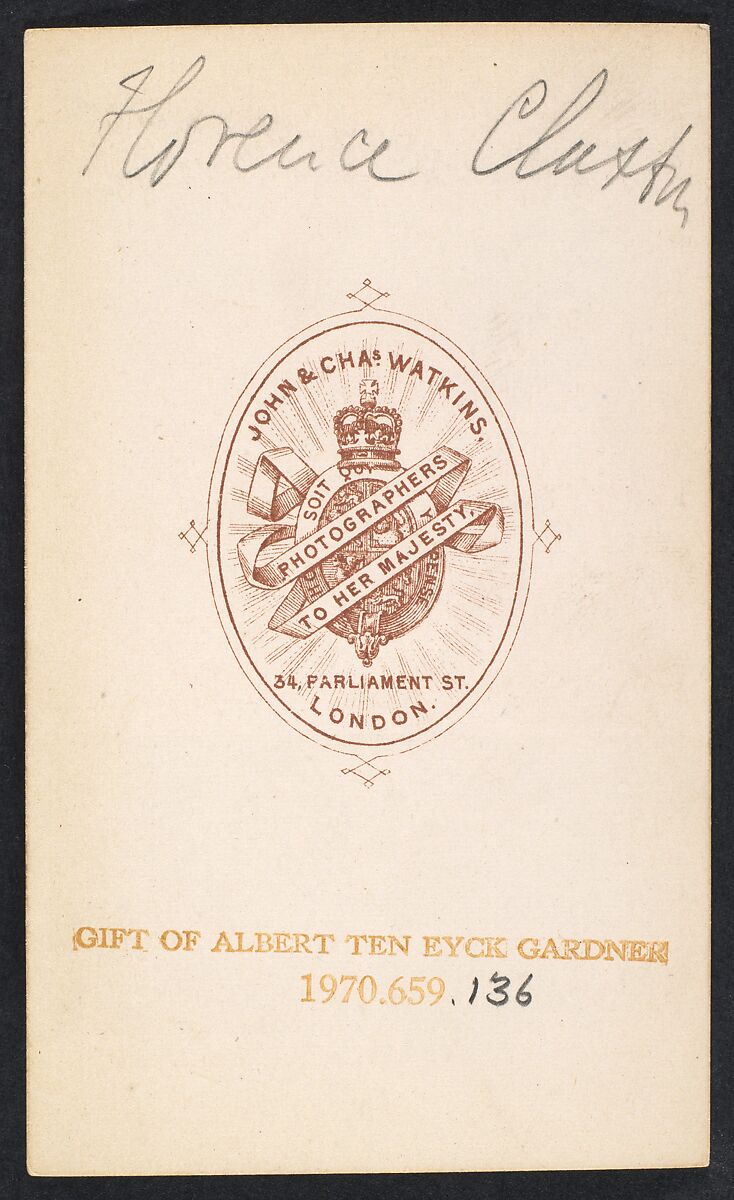 Florence Claxton
JOHN & CHAS WATKINS,
SOIT QUI
PHOTOGRAPHERS
TO HER MAJESTY,
34, PARLIAMENT ST.
LONDON.
GIFT OF ALBERT TEN EYCK GARDNER
1970.659.136